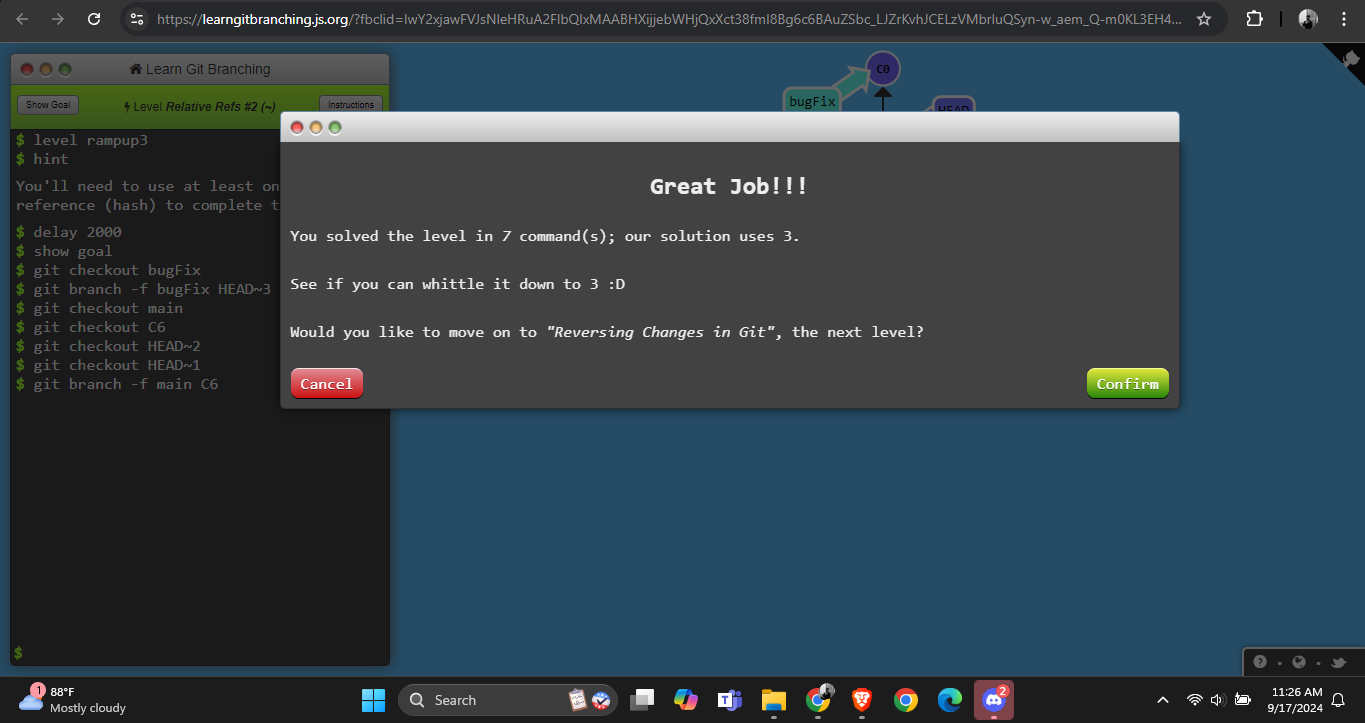 https://learngitbranching.js.org/?fbclid=IwY2xjawFVJsNleHRuA2FlbQIxMAABHXijjebWHjQxXct38fmI8Bg6c6BAuZSbc_LJZrKvhJCELzVMbrluQSyn-w_aem_Q-m0KL3EH4...
Learn Git Branching
Show Goal
Level Relative Refs #2 (~)
Instructions
C0
bugFix
HEAD
$ level rampup3
$ hint
You'll need to use at least on
reference (hash) to complete t
$ delay 2000
$ show goal
$ git checkout bugFix
$ git branch -f bugFix HEAD~3
$ git checkout main
$ git checkout C6
$ git checkout HEAD~2
$ git checkout HEAD~1
$ git branch -f main C6
$
Great Job!!!
You solved the level in 7 command(s); our solution uses 3.
See if you can whittle it down to 3 :D
Would you like to move on to "Reversing Changes in Git", the next level?
Cancel
Confirm
1
88°F
Mostly cloudy
Search
2
11:26 AM
9/17/2024